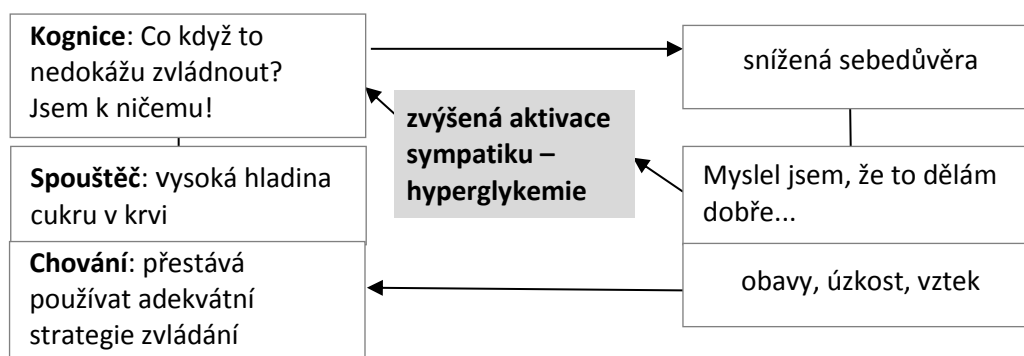 Kognice: Co když to
nedokážu zvládnout?
Jsem k ničemu!
snížená sebedůvěra
zvýšená aktivace
sympatiku –
hyperglykemie
Spouštěč: vysoká hladina
cukru v krvi
Myslel jsem, že to dělám
dobře...
Chování: přestává
používat adekvátní
strategie zvládání
obavy, úzkost, vztek